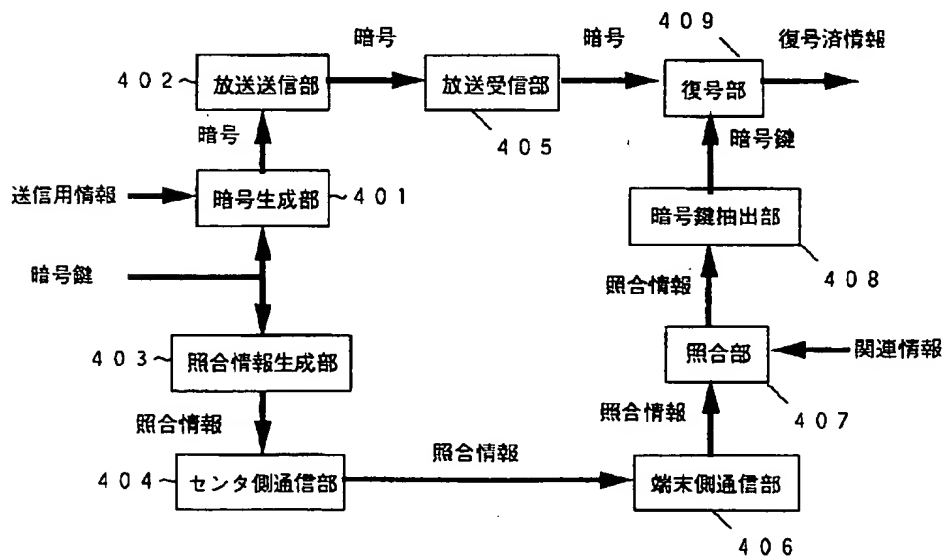 暗号
暗号
409
復号済情報
402
放送送信部
放送受信部
復号部
暗号
405
暗号鍵
送信用情報
暗号生成部
401
暗号鍵抽出部
暗号鍵
照合情報
408
403
照合情報生成部
照合部
関連情報
照合情報
照合情報
407
照合情報
404
センタ側通信部
端末側通信部
406